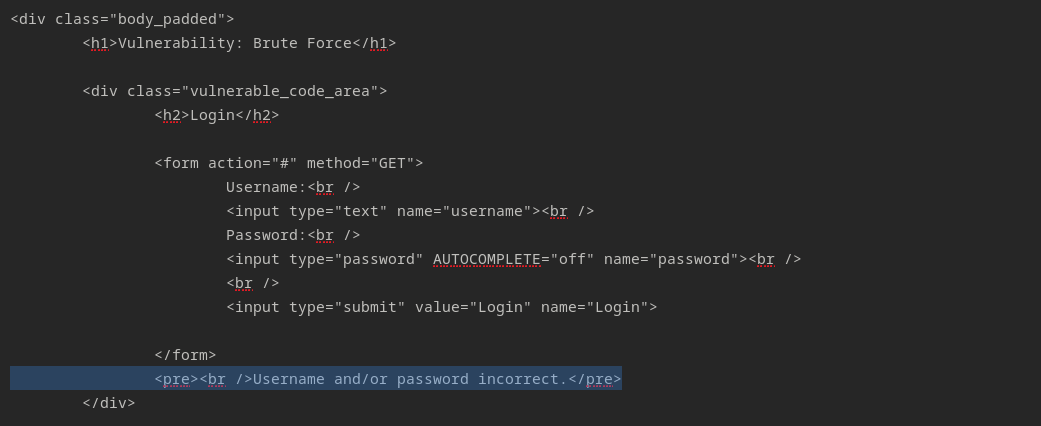 <div class="body_padded">
<h1>Vulnerability: Brute Force</h1>
<div class="vulnerable_code_area">
<h2>Login</h2>
<form action="#" method="GET">
Username:<br />
<input type="text" name="username"><br />
Password:<br />
<input type="password" AUTOCOMPLETE="off" name="password"><br />
<br />
<input type="submit" value="Login" name="Login">
</form>
<pre><br />Username and/or password incorrect.</pre>
</div>